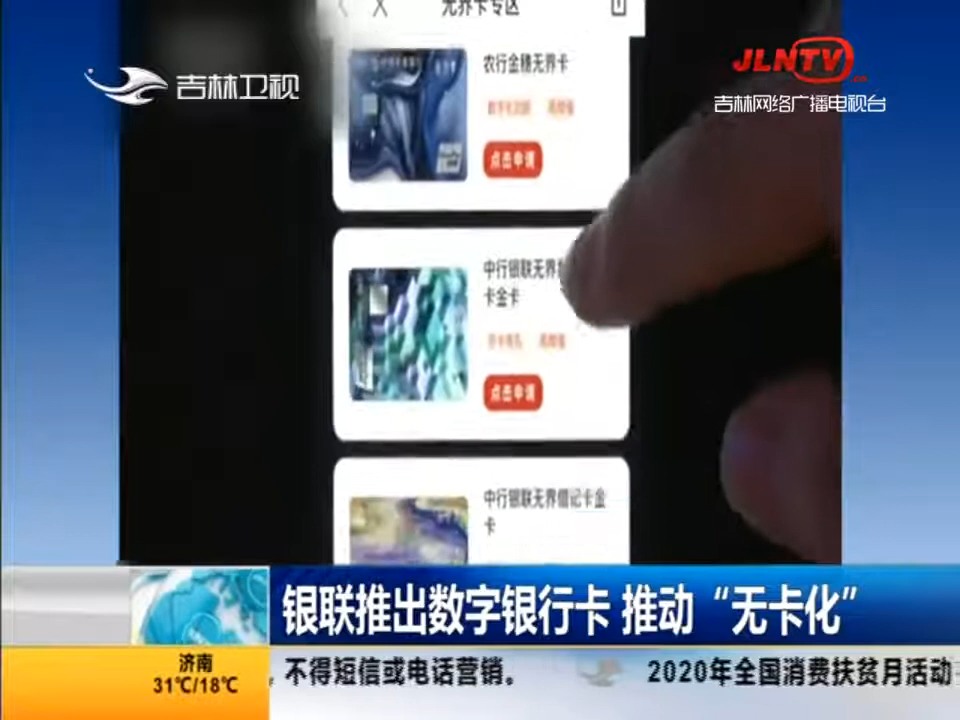 无界卡专区
吉林卫视
JLNTV
吉林网络广播电视台
农行金穗无界卡
点击申请
中行银联无界
卡金卡
点击申请
中行银联无界借记卡金
卡
银联推出数字银行卡 推动“无卡化”
济南
31℃/18℃
不得短信或电话营销。
2020年全国消费扶贫月活动